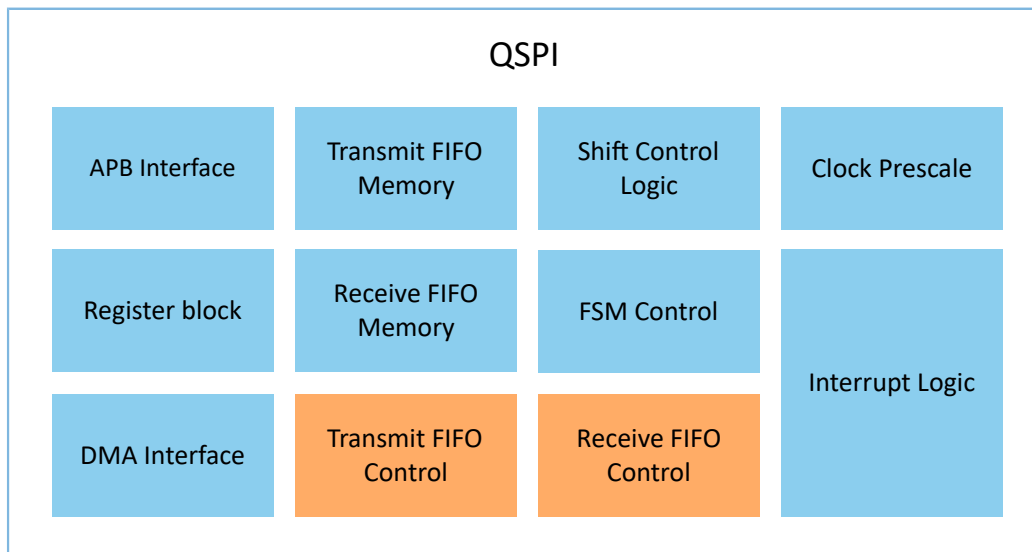 QSPI
APB Interface
Transmit FIFO
Memory
Shift Control
Logic
Clock Prescale
Register block
Receive FIFO
Memory
FSM Control
Interrupt Logic
DMA Interface
Transmit FIFO
Control
Receive FIFO
Control